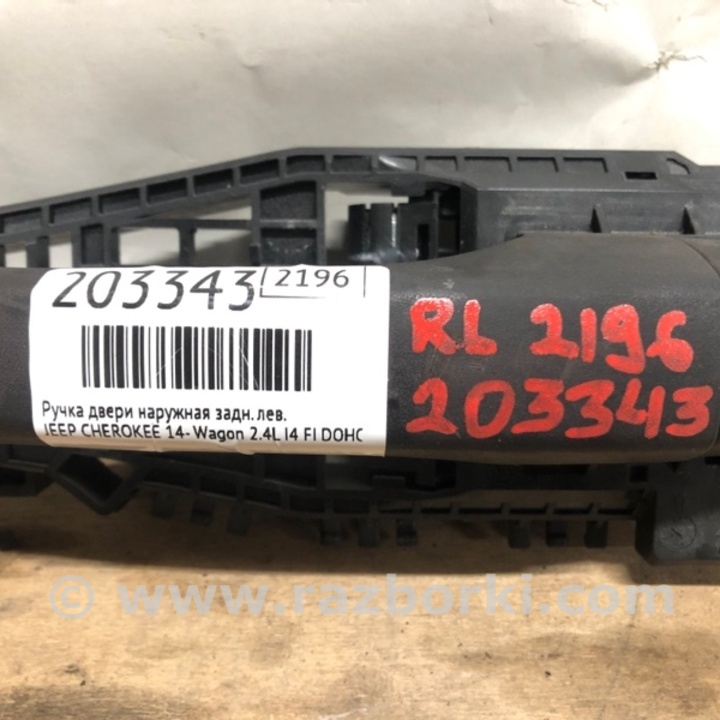 203343 2196
Ручка двери наружная задн.лев.
JEEP CHEROKEE 14- Wagon 2.4L I4 FI DOHC
RL 2196
203343
© www.razborki.com